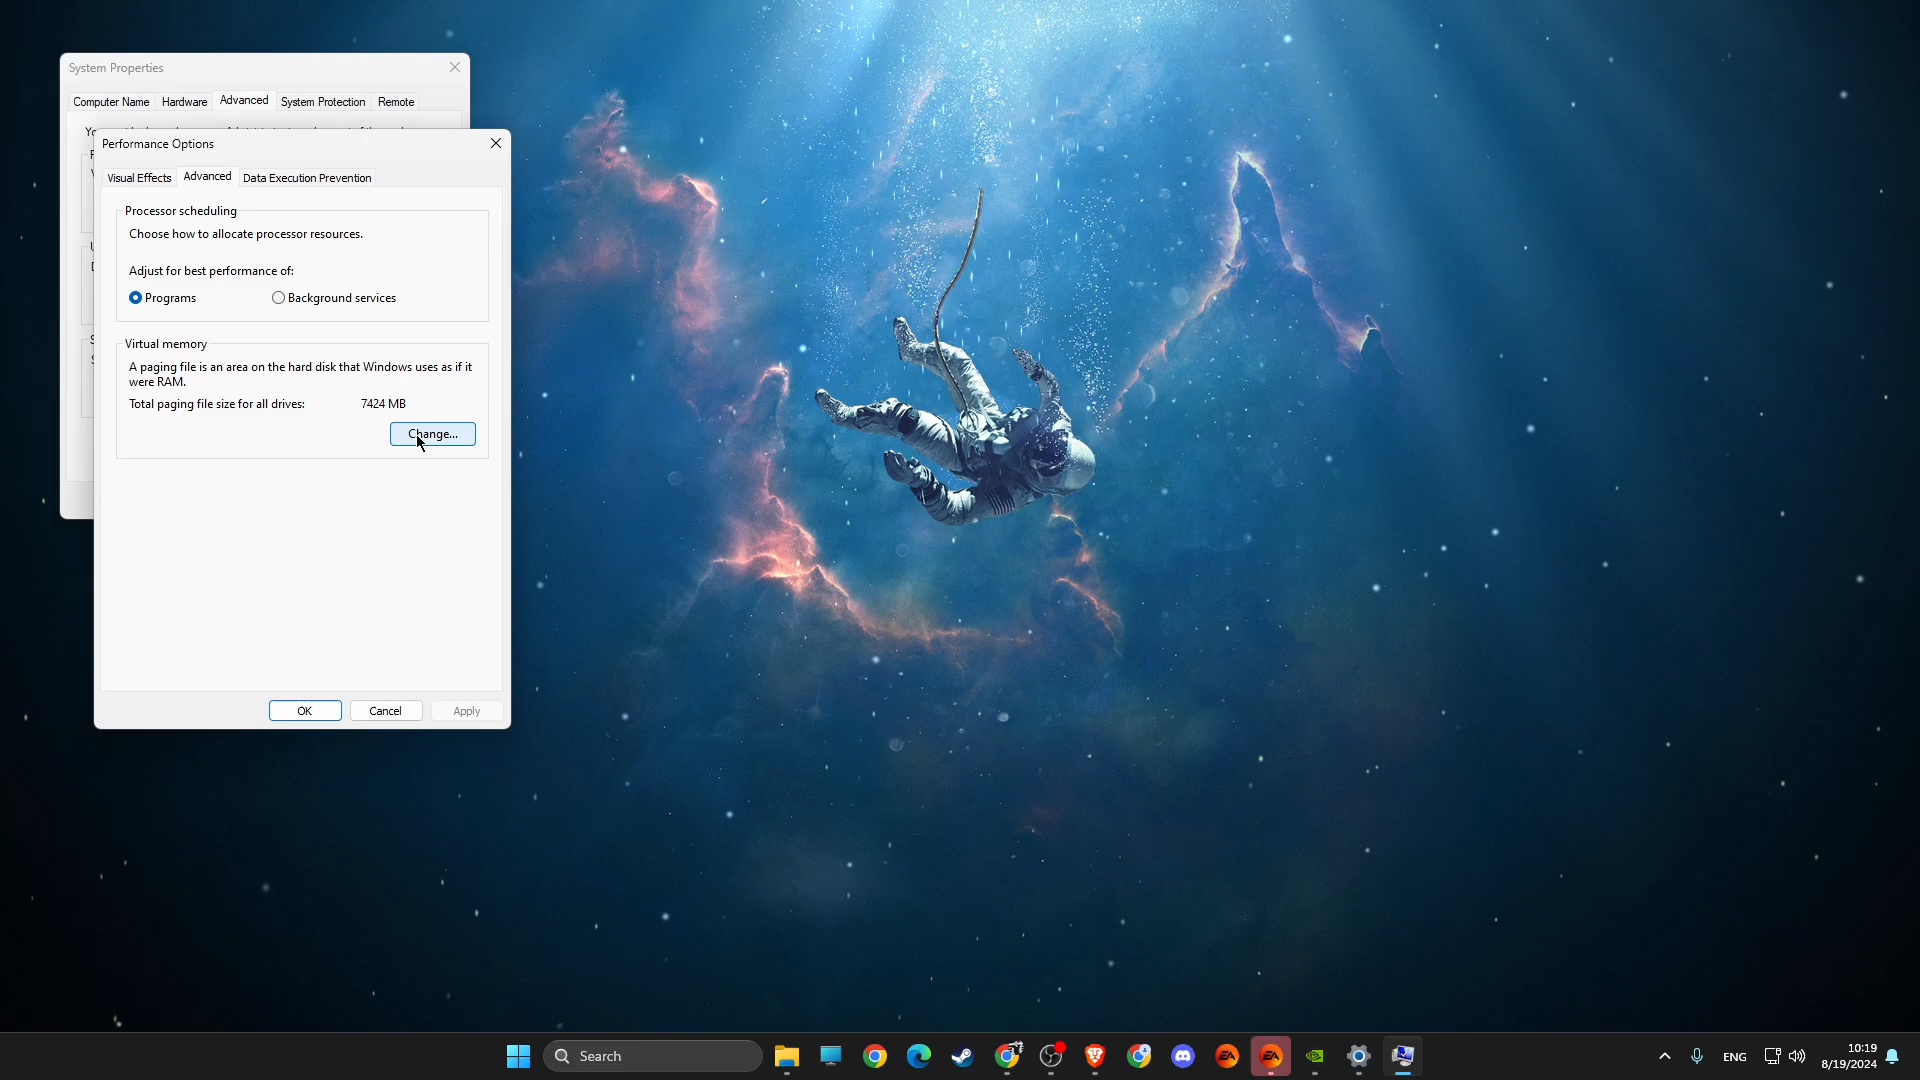 System Properties
Computer Name Hardware Advanced System Protection Remote
Performance Options
Visual Effects Advanced Data Execution Prevention
Processor scheduling
Choose how to allocate processor resources.
Adjust for best performance of:
Programs Background services
Virtual memory
A paging file is an area on the hard disk that Windows uses as if it
were RAM.
Total paging file size for all drives: 7424 MB
Change...
OK Cancel Apply
Search
ENG
10:19
8/19/2024